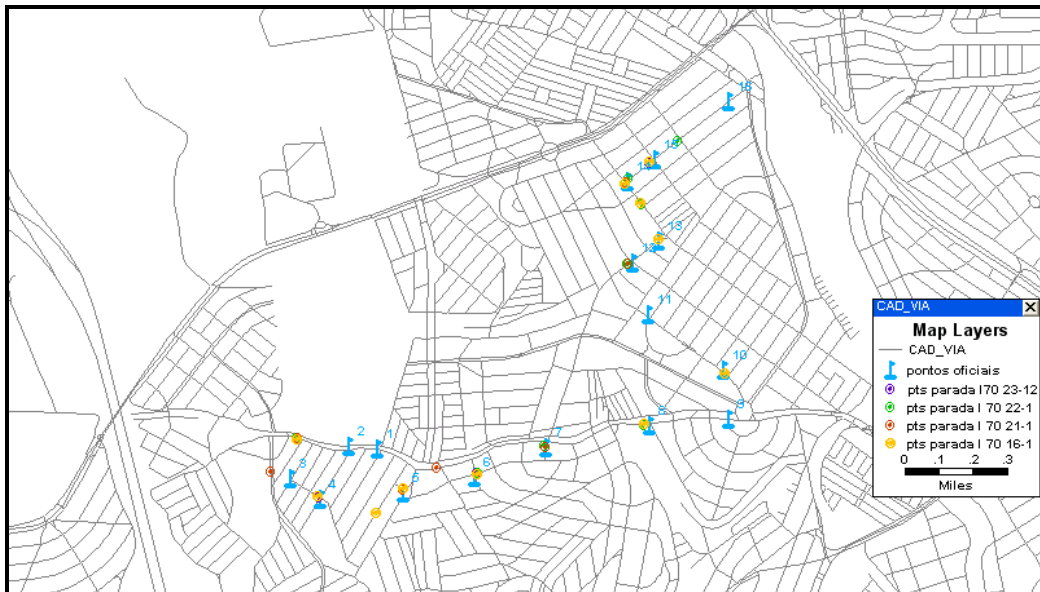 16
13
12
11
10
9
8
7
6
5
1
2
3
4
CAD_VIA
Map Layers
CAD_VIA
pontos oficiais
pts parada l70 23-12
pts parada l 70 22-1
pts parada l 70 21-1
pts parada l 70 16-1
0 .1 .2 .3
Miles